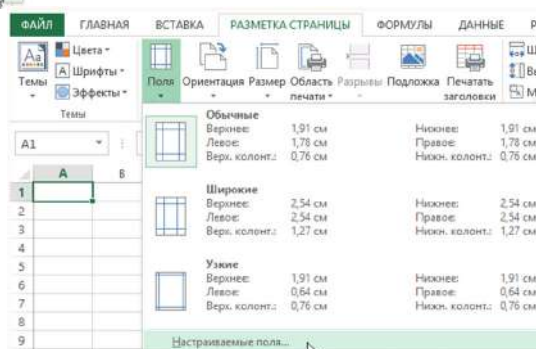 ФАЙЛ ГЛАВНАЯ ВСТАВКА РАЗМЕТКА СТРАНИЦЫ ФОРМУЛЫ ДАННЫЕ Р
Aa Цвета
A Шрифты
Эффекты
Темы
Поля Ориентация Размер Область печати Разрывы Подложка Печатать заголовки
Темы
A1
A B
Обычные
Верхнее: 1,91 см Нижнее: 1,91 см
Левое: 1,78 см Правое: 1,78 см
Верх. колонт.: 0,76 см Нижн. колонт.: 0,76 см
Широкие
Верхнее: 2,54 см Нижнее: 2,54 см
Левое: 2,54 см Правое: 2,54 см
Верх. колонт.: 1,27 см Нижн. колонт.: 1,27 см
Узкие
Верхнее: 1,91 см Нижнее: 1,91 см
Левое: 0,64 см Правое: 0,64 см
Верх. колонт.: 0,76 см Нижн. колонт.: 0,76 см
Настраиваемые поля...
1
2
3
4
5
6
7
8
9